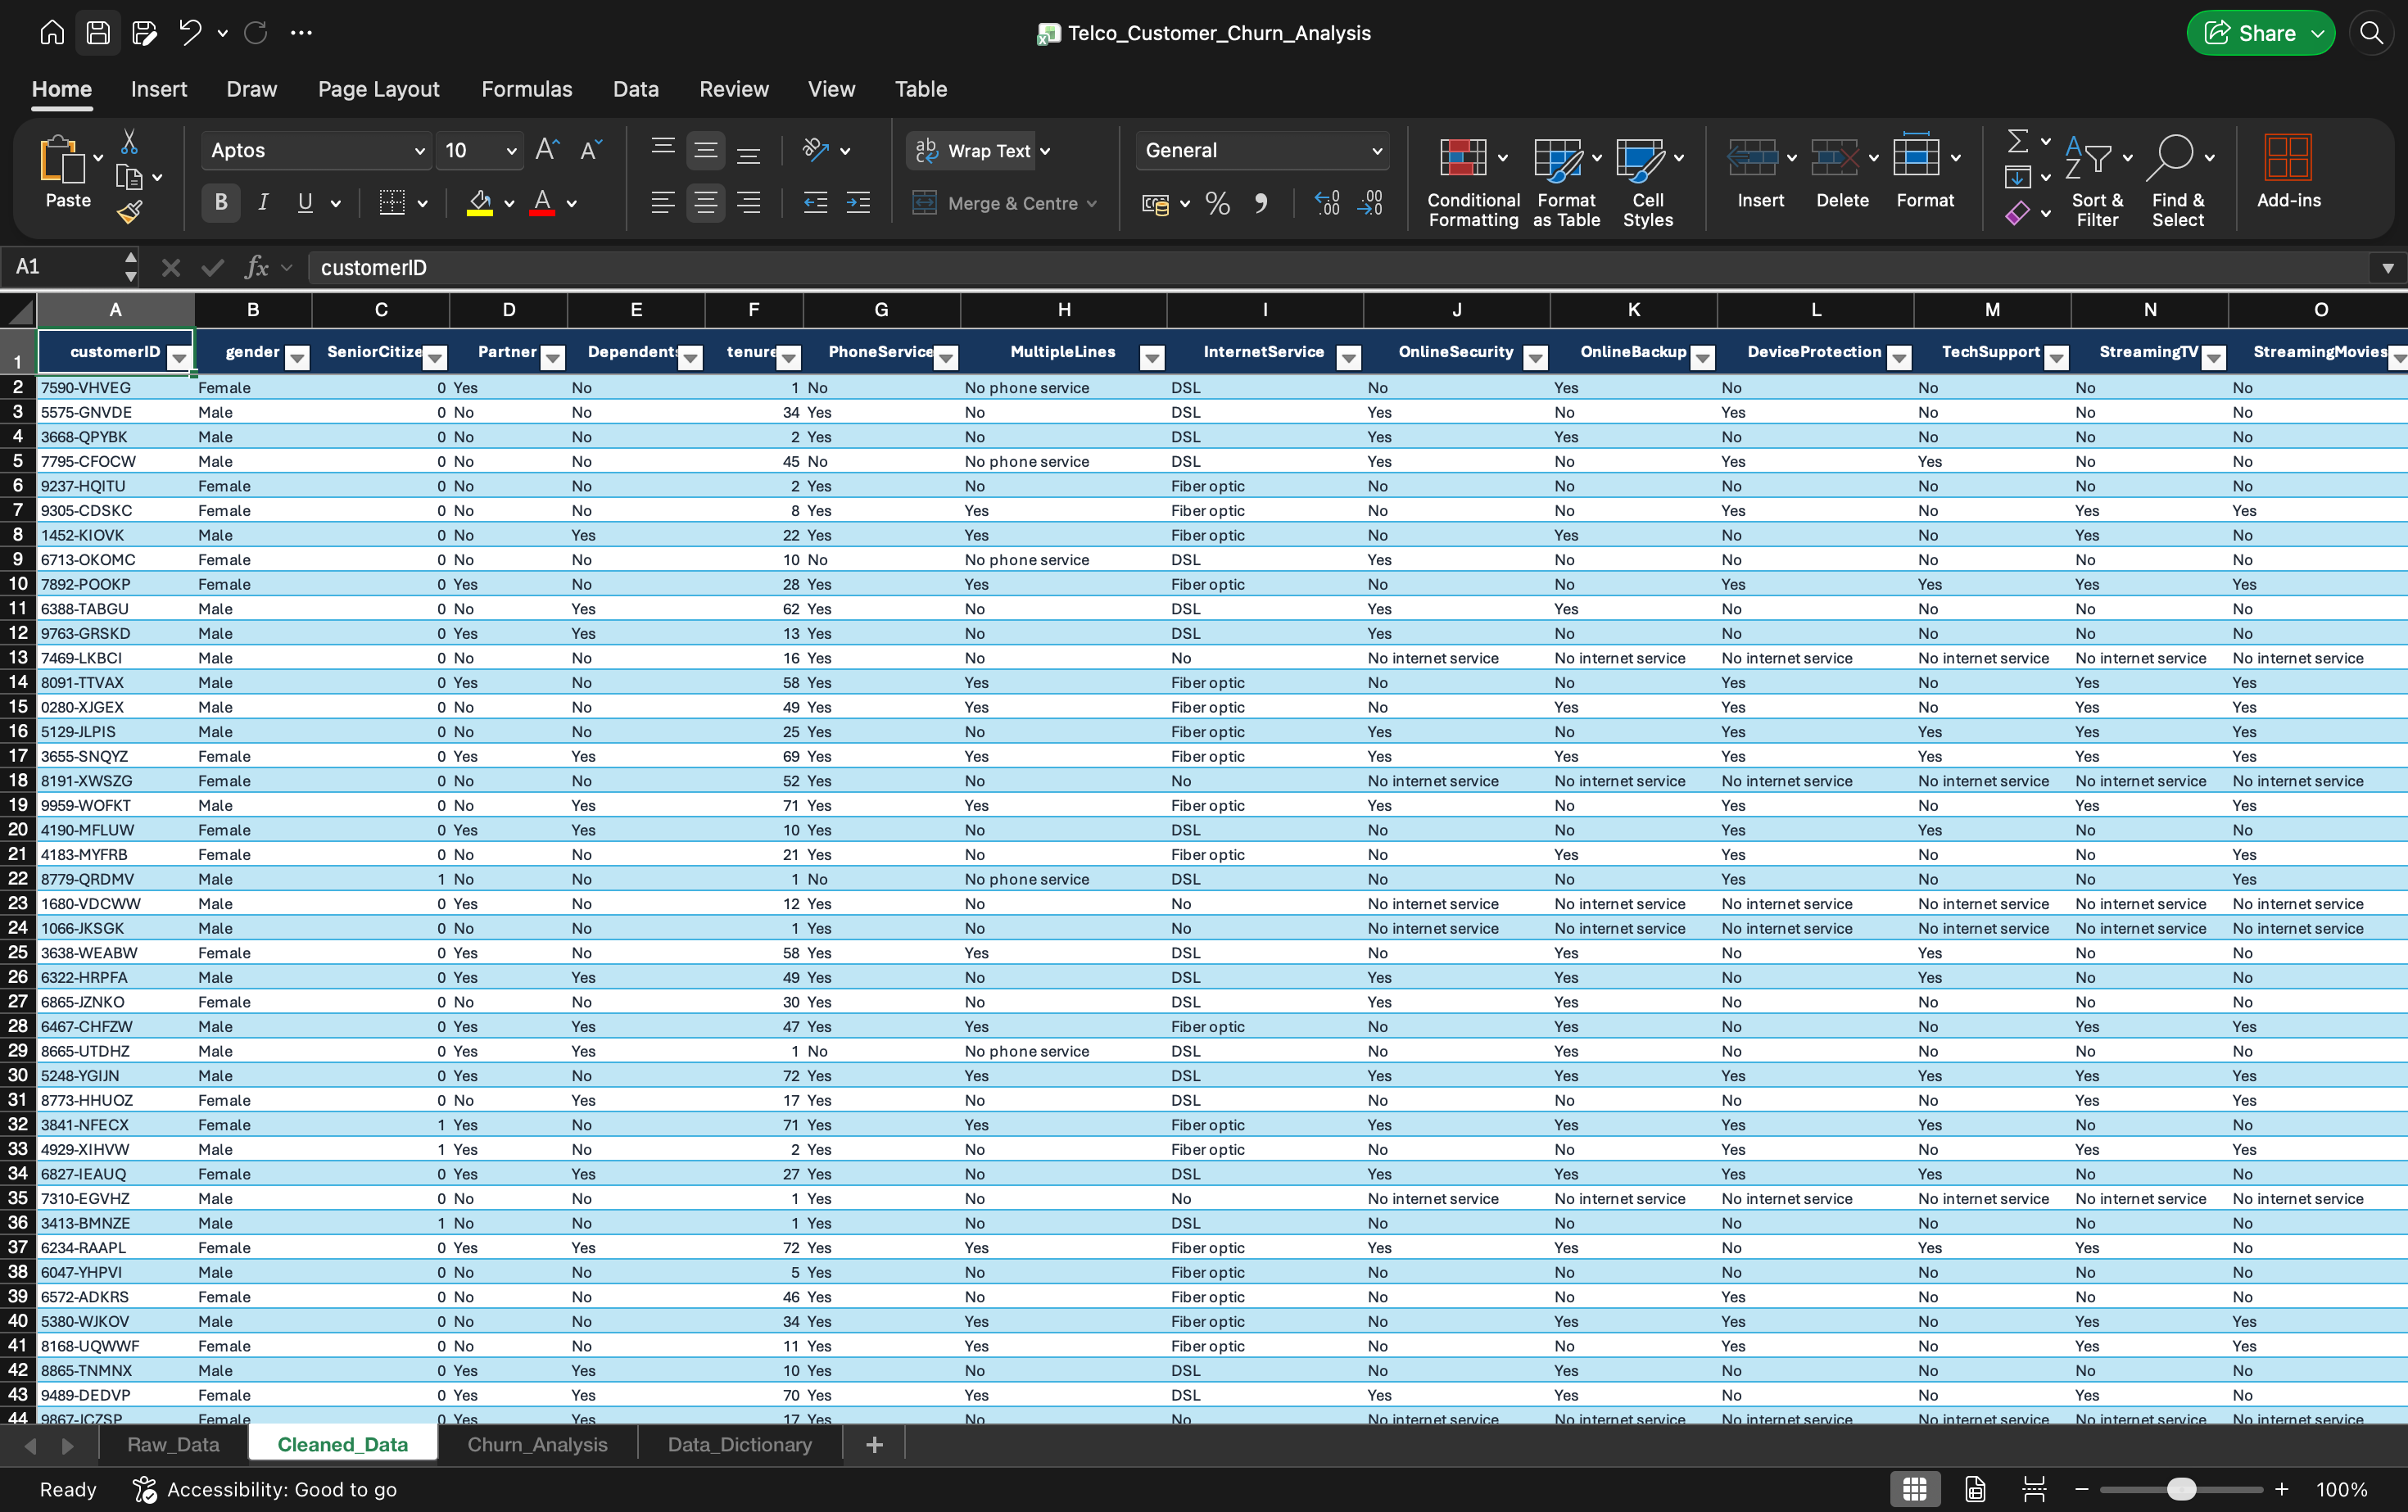 Telco_Customer_Churn_Analysis
Share
Home Insert Draw Page Layout Formulas Data Review View Table
Paste
Aptos 10
Wrap Text
General
B I U
Merge & Centre
Conditional Formatting
Format as Table
Cell Styles
Insert
Delete
Format
Sort & Filter
Find & Select
Add-ins
A1 fx customerID
A B C D E F G H I J K L M N O
1 customerID gender SeniorCitize Partner Dependent tenure PhoneService MultipleLines InternetService OnlineSecurity OnlineBackup DeviceProtection TechSupport StreamingTV StreamingMovies
2 7590-VHVEG Female 0 Yes No 1 No No phone service DSL No Yes No No No No
3 5575-GNVDE Male 0 No No 34 Yes No DSL Yes No Yes No No No
4 3668-QPYBK Male 0 No No 2 Yes No DSL Yes Yes No No No No
5 7795-CFOCW Male 0 No No 45 No No phone service DSL Yes No Yes Yes No No
6 9237-HQITU Female 0 No No 2 Yes No Fiber optic No No No No No No
7 9305-CDSKC Female 0 No No 8 Yes Yes Fiber optic No No Yes No Yes Yes
8 1452-KIOVK Male 0 No Yes 22 Yes Yes Fiber optic No Yes No No Yes No
9 6713-OKOMC Female 0 No No 10 No No phone service DSL Yes No No No No No
10 7892-POOKP Female 0 Yes No 28 Yes Yes Fiber optic No No Yes Yes Yes Yes
11 6388-TABGU Male 0 No Yes 62 Yes No DSL Yes Yes No No No No
12 9763-GRSKD Male 0 Yes Yes 13 Yes No DSL Yes No No No No No
13 7469-LKBCI Male 0 No No 16 Yes No No No internet service No internet service No internet service No internet service No internet service No internet service
14 8091-TTVAX Male 0 Yes No 58 Yes Yes Fiber optic No No Yes No Yes Yes
15 0280-XJGEX Male 0 No No 49 Yes Yes Fiber optic No Yes Yes No Yes Yes
16 5129-JLPIS Male 0 No No 25 Yes No Fiber optic Yes No Yes Yes Yes Yes
17 3655-SNQYZ Female 0 Yes Yes 69 Yes Yes Fiber optic Yes Yes Yes Yes Yes Yes
18 8191-XWSZG Female 0 No No 52 Yes No No No internet service No internet service No internet service No internet service No internet service No internet service
19 9959-WOFKT Male 0 No Yes 71 Yes Yes Fiber optic Yes No Yes No Yes Yes
20 4190-MFLUW Female 0 Yes Yes 10 Yes No DSL No No Yes Yes No No
21 4183-MYFRB Female 0 No No 21 Yes No Fiber optic No Yes Yes No No Yes
22 8779-QRDMV Male 1 No No 1 No No phone service DSL No No Yes No No Yes
23 1680-VDCWW Male 0 Yes No 12 Yes No No No internet service No internet service No internet service No internet service No internet service No internet service
24 1066-JKSGK Male 0 No No 1 Yes No No No internet service No internet service No internet service No internet service No internet service No internet service
25 3638-WEABW Female 0 Yes No 58 Yes Yes DSL No Yes No Yes No No
26 6322-HRPFA Male 0 Yes Yes 49 Yes No DSL Yes Yes No Yes No No
27 6865-JZNKO Female 0 No No 30 Yes No DSL Yes Yes No No No No
28 6467-CHFZW Male 0 Yes Yes 47 Yes Yes Fiber optic No Yes No No Yes Yes
29 8665-UTDHZ Male 0 Yes Yes 1 No No phone service DSL No Yes No No No No
30 5248-YGIJN Male 0 Yes No 72 Yes Yes DSL Yes Yes Yes Yes Yes Yes
31 8773-HHUOZ Female 0 No Yes 17 Yes No DSL No No No No Yes Yes
32 3841-NFECX Female 1 Yes No 71 Yes Yes Fiber optic Yes Yes Yes Yes No No
33 4929-XIHVW Male 1 Yes No 2 Yes No Fiber optic No No Yes No Yes Yes
34 6827-IEAUQ Female 0 Yes Yes 27 Yes No DSL Yes Yes Yes Yes No No
35 7310-EGVHZ Male 0 No No 1 Yes No No No internet service No internet service No internet service No internet service No internet service No internet service
36 3413-BMNZE Male 1 No No 1 Yes No DSL No No No No No No
37 6234-RAAPL Female 0 Yes Yes 72 Yes Yes Fiber optic Yes Yes No Yes Yes No
38 6047-YHPVI Male 0 No No 5 Yes No Fiber optic No No No No No No
39 6572-ADKRS Female 0 No No 46 Yes No Fiber optic No No Yes No No No
40 5380-WJKOV Male 0 No No 34 Yes Yes Fiber optic No Yes Yes No Yes Yes
41 8168-UQWWF Female 0 No No 11 Yes Yes Fiber optic No No Yes No Yes Yes
42 8865-TNMNX Male 0 Yes Yes 10 Yes No DSL No Yes No No No No
43 9489-DEDVP Female 0 Yes Yes 70 Yes Yes DSL Yes Yes No No Yes No
44 9867-JCZSP Female 0 Yes Yes 17 Yes No No No internet service No internet service No internet service No internet service No internet service No internet service
Raw_Data Cleaned_Data Churn_Analysis Data_Dictionary +
Ready Accessibility: Good to go 100%